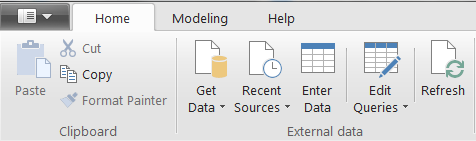 Home Modeling Help
Paste
Cut
Copy
Format Painter
Clipboard
Get
Data
Recent
Sources
Enter
Data
Edit
Queries
Refresh
External data